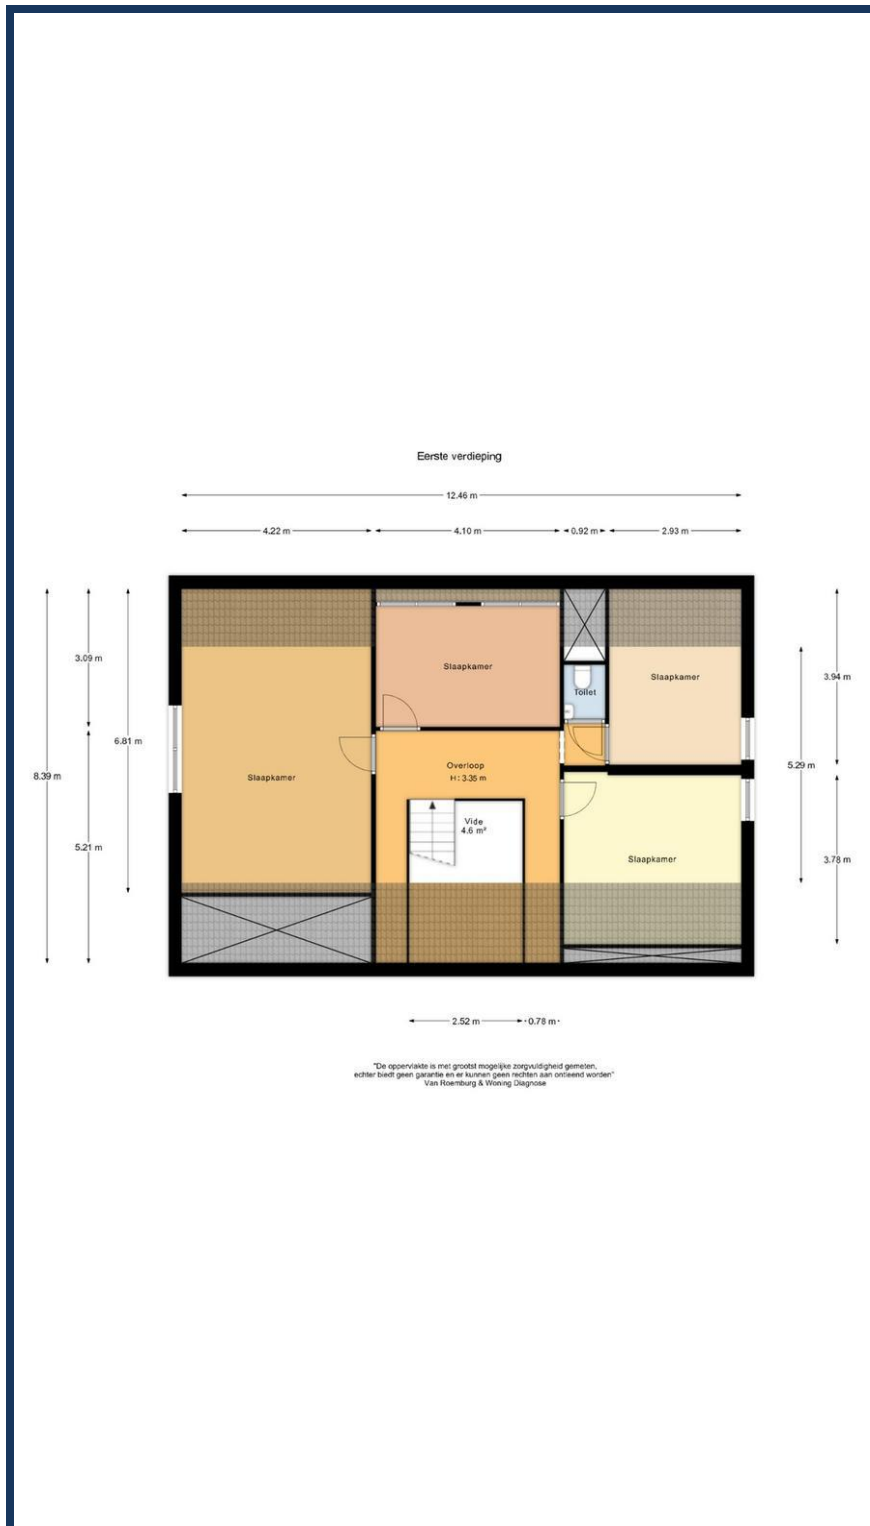 Eerste verdieping
12.46 m
4.22 m
4.10 m
0.92 m
2.93 m
3.09 m
3.94 m
Slaapkamer
Slaapkamer
Toilet
6.81 m
8.39 m
Slaapkamer
Overloop
H: 3.35 m
5.29 m
Vide
4.6 m²
5.21 m
Slaapkamer
3.78 m
2.52 m
0.78 m
"De oppervlakte is met grootst mogelijke zorgvuldigheid gemeten,
echter biedt geen garantie en er kunnen geen rechten aan ontleend worden"
Van Roemburg & Woning Diagnose